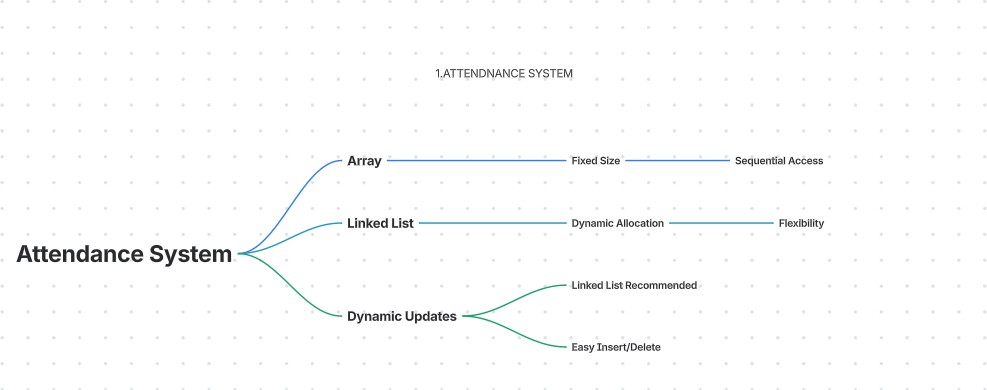 1.ATTENDNANCE SYSTEM
Array
Fixed Size
Sequential Access
Linked List
Dynamic Allocation
Flexibility
Attendance System
Dynamic Updates
Linked List Recommended
Easy Insert/Delete